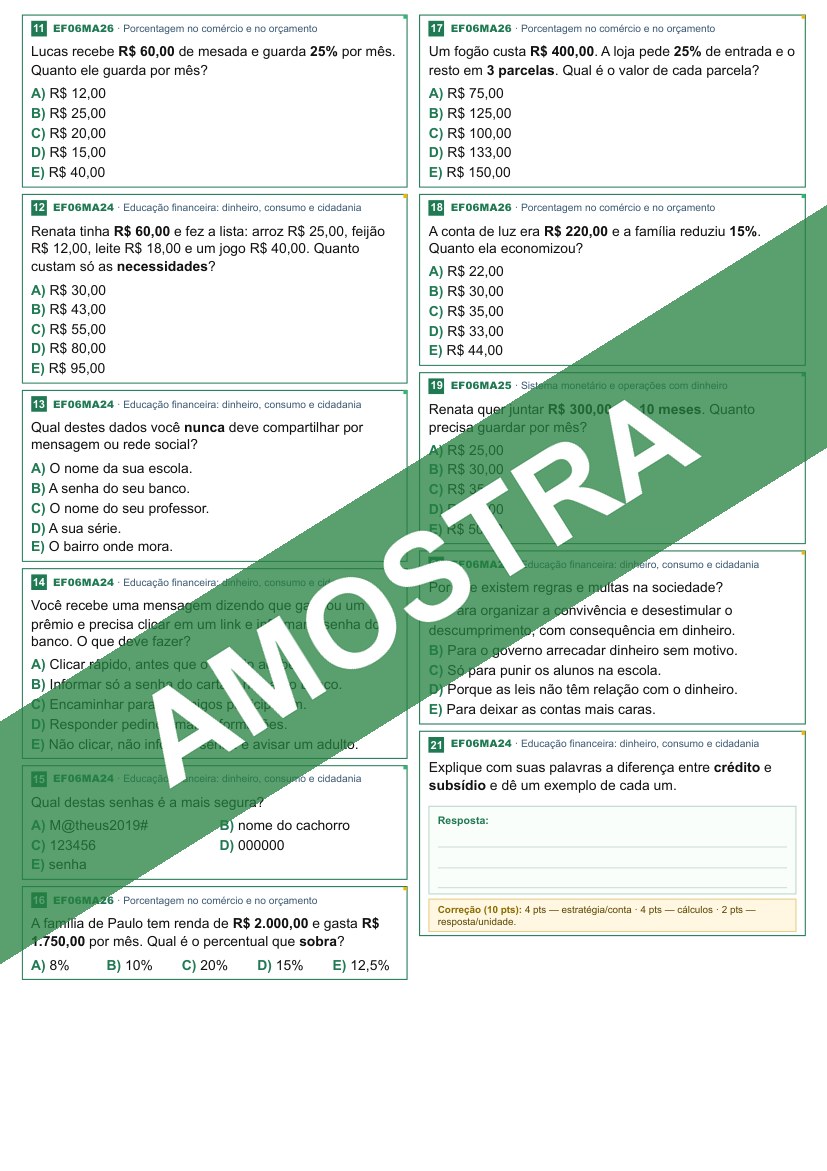 11 EF06MA26 · Porcentagem no comércio e no orçamento
Lucas recebe R$ 60,00 de mesada e guarda 25% por mês.
Quanto ele guarda por mês?
A) R$ 12,00
B) R$ 25,00
C) R$ 20,00
D) R$ 15,00
E) R$ 40,00
12 EF06MA24 · Educação financeira: dinheiro, consumo e cidadania
Renata tinha R$ 60,00 e fez a lista: arroz R$ 25,00, feijão
R$ 12,00, leite R$ 18,00 e um jogo R$ 40,00. Quanto
custam só as necessidades?
A) R$ 30,00
B) R$ 43,00
C) R$ 55,00
D) R$ 80,00
E) R$ 95,00
13 EF06MA24 · Educação financeira: dinheiro, consumo e cidadania
Qual destes dados você nunca deve compartilhar por
mensagem ou rede social?
A) O nome da sua escola.
B) A senha do seu banco.
C) O nome do seu professor.
D) A sua série.
E) O bairro onde mora.
14 EF06MA24 · Educação financeira: dinheiro, consumo e
Você recebe uma mensagem dizendo que ganhou um
prêmio e precisa clicar em um link e informar a senha do
banco. O que deve fazer?
A) Clicar rápido, antes que o
B) Informar só a senha do banco.
C) Encaminhar para
D) Responder pedindo mais informações.
E) Não clicar, não informar senha e avisar um adulto.
15 EF06MA24 · Educação financeira: dinheiro, consumo e cidadania
Qual destas senhas é a mais segura?
A) M@theus2019# B) nome do cachorro
C) 123456 D) 000000
E) senha
16 EF06MA26 · Porcentagem no comércio e no orçamento
A família de Paulo tem renda de R$ 2.000,00 e gasta R$
1.750,00 por mês. Qual é o percentual que sobra?
A) 8% B) 10% C) 20% D) 15% E) 12,5%
17 EF06MA26 · Porcentagem no comércio e no orçamento
Um fogão custa R$ 400,00. A loja pede 25% de entrada e o
resto em 3 parcelas. Qual é o valor de cada parcela?
A) R$ 75,00
B) R$ 125,00
C) R$ 100,00
D) R$ 133,00
E) R$ 150,00
18 EF06MA26 · Porcentagem no comércio e no orçamento
A conta de luz era R$ 220,00 e a família reduziu 15%.
Quanto ela economizou?
A) R$ 22,00
B) R$ 30,00
C) R$ 35,00
D) R$ 33,00
E) R$ 44,00
19 EF06MA25 · Sistema monetário e operações com dinheiro
Renata quer juntar R$ 300,00 10 meses. Quanto
precisa guardar por mês?
A) R$ 25,00
B) R$ 30,00
C) R$
D)
E) R$
Educação financeira: dinheiro, consumo e cidadania
Por que existem regras e multas na sociedade?
Para organizar a convivência e desestimular o
descumprimento, com consequência em dinheiro.
B) Para o governo arrecadar dinheiro sem motivo.
C) Só para punir os alunos na escola.
D) Porque as leis não têm relação com o dinheiro.
E) Para deixar as contas mais caras.
21 EF06MA24 · Educação financeira: dinheiro, consumo e cidadania
Explique com suas palavras a diferença entre crédito e
subsídio e dê um exemplo de cada um.
Resposta:
Correção (10 pts): 4 pts — estratégia/conta · 4 pts — cálculos · 2 pts —
resposta/unidade.
AMOSTRA